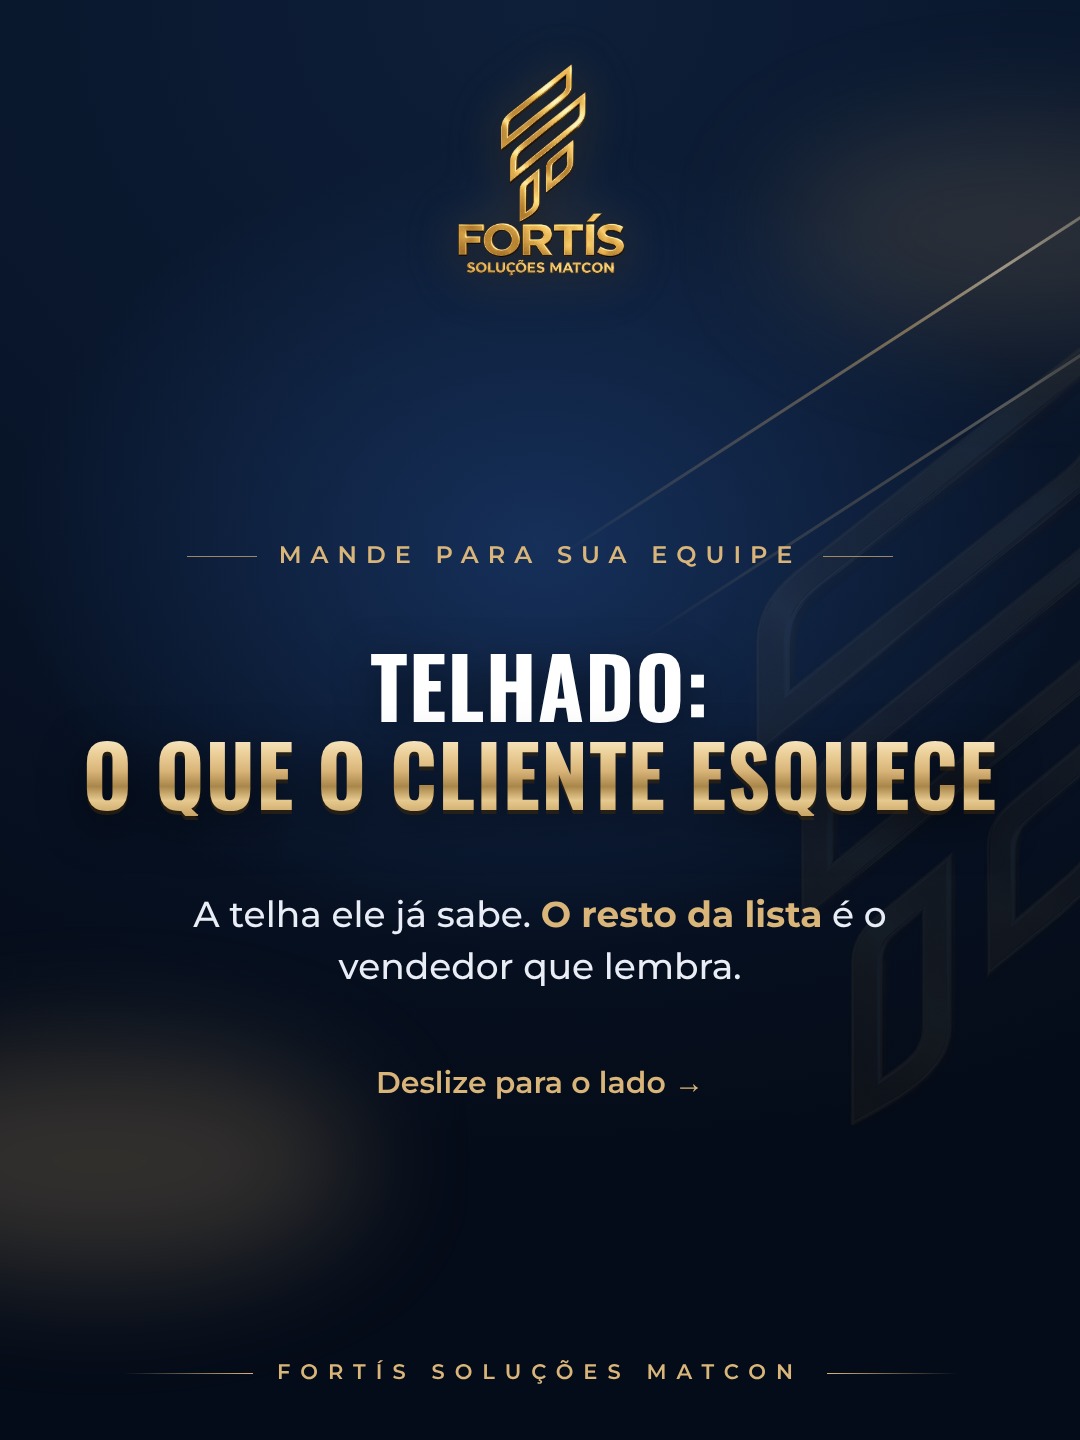 FORTÍS
SOLUÇÕES MATCON
MANDE PARA SUA EQUIPE
TELHADO:
O QUE O CLIENTE ESQUECE
A telha ele já sabe. O resto da lista é o
vendedor que lembra.
Deslize para o lado →
FORTÍS SOLUÇÕES MATCON